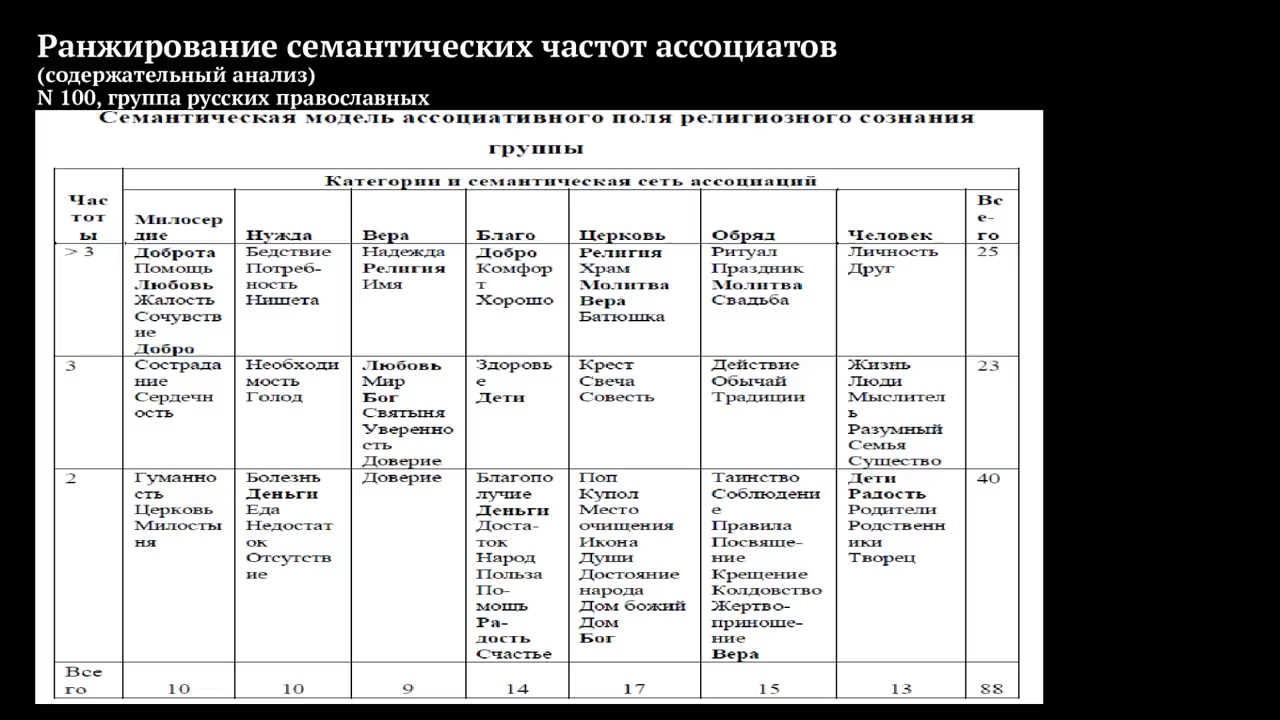 Ранжирование семантических частот ассоциатов
(содержательный анализ)
N 100, группа русских православных
Семантическая модель ассоциативного поля религиозного сознания
группы
Категории и семантическая сеть ассоциаций
Час
тот
ы
Милосер
дие
Нужда
Вера
Благо
Церковь
Обряд
Человек
Вс
е-
го
> 3
Доброта
Помощь
Любовь
Жалость
Сочувств
ие
Добро
Бедствие
Потреб-
ность
Нищета
Надежда
Религия
Имя
Добро
Комфор
т
Хорошо
Религия
Храм
Молитва
Вера
Батюшка
Ритуал
Праздник
Молитва
Свадьба
Личность
Друг
25
3
Сострада
ние
Сердечн
ость
Необходи
мость
Голод
Любовь
Мир
Бог
Святыня
Уверенно
сть
Доверие
Здоровь
е
Дети
Крест
Свеча
Совесть
Действие
Обычай
Традиции
Жизнь
Люди
Мыслител
ь
Разумный
Семья
Существо
23
2
Гуманно
сть
Церковь
Милосты
ня
Болезнь
Деньги
Еда
Недостат
ок
Отсутств
ие
Доверие
Благопо
лучие
Деньги
Доста-
ток
Народ
Польза
По-
мощь
Ра-
дость
Счастье
Поп
Купол
Место
очищения
Икона
Души
Достояние
народа
Дом божий
Дом
Бог
Таинство
Соблюдени
е
Правила
Посвяще-
ние
Крещение
Колдовство
Жертво-
приноше-
ние
Вера
Дети
Радость
Родители
Родственн
ики
Творец
40
Все
го
10
10
9
14
17
15
13
88